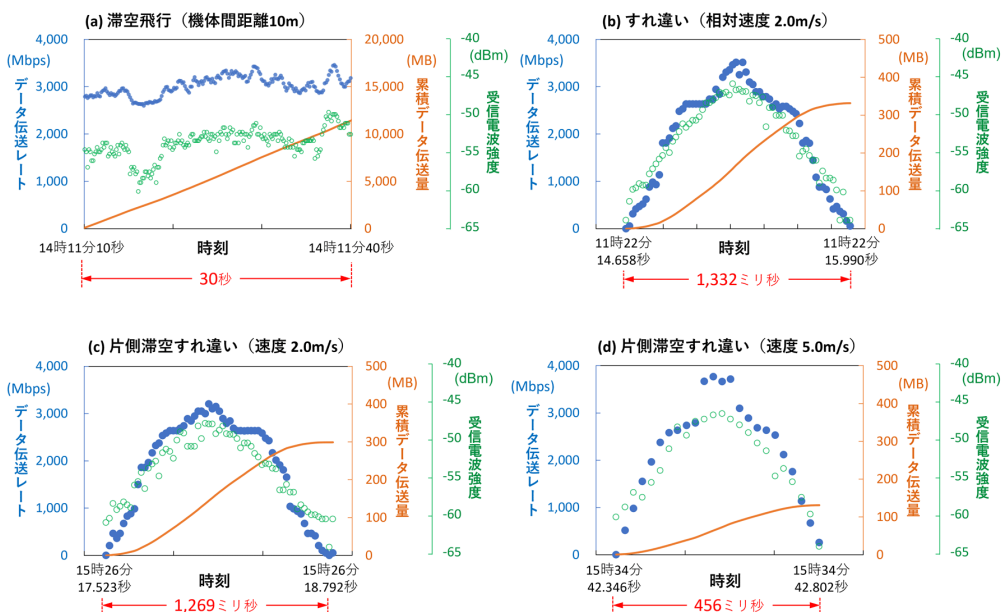 (a) 滞空飛行（機体間距離10m）
4,000
(Mbps)
3,000
2,000
1,000
0
データ伝送レート
20,000
(MB)
15,000
10,000
5,000
0
累積データ伝送量
-40
(dBm)
-45
-50
-55
-60
-65
受信電波強度
14時11分10秒
時刻
14時11分40秒
30秒
(b) すれ違い（相対速度 2.0m/s）
4,000
(Mbps)
3,000
2,000
1,000
0
データ伝送レート
500
(MB)
400
300
200
100
0
累積データ伝送量
-40
(dBm)
-45
-50
-55
-60
-65
受信電波強度
11時22分
14.658秒
時刻
11時22分
15.990秒
1,332ミリ秒
(c) 片側滞空すれ違い（速度 2.0m/s）
4,000
(Mbps)
3,000
2,000
1,000
0
データ伝送レート
500
(MB)
400
300
200
100
0
累積データ伝送量
-40
(dBm)
-45
-50
-55
-60
-65
受信電波強度
15時26分
17.523秒
時刻
15時26分
18.792秒
1,269ミリ秒
(d) 片側滞空すれ違い（速度 5.0m/s）
4,000
(Mbps)
3,000
2,000
1,000
0
データ伝送レート
500
(MB)
400
300
200
100
0
累積データ伝送量
-40
(dBm)
-45
-50
-55
-60
-65
受信電波強度
15時34分
42.346秒
時刻
15時34分
42.802秒
456ミリ秒